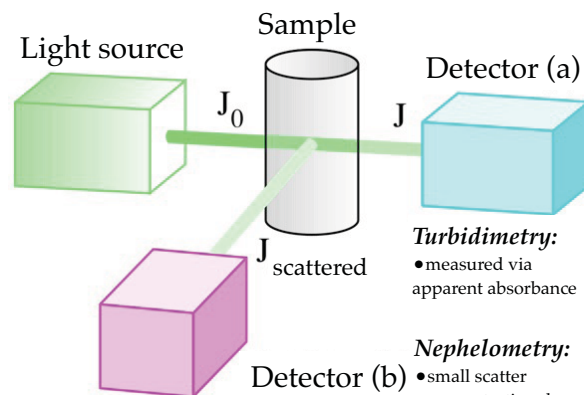 Light source
Sample
Detector (a)
J₀
J
Turbidimetry:
•measured via
apparent absorbance
J scattered
Nephelometry:
•small scatter
Detector (b)